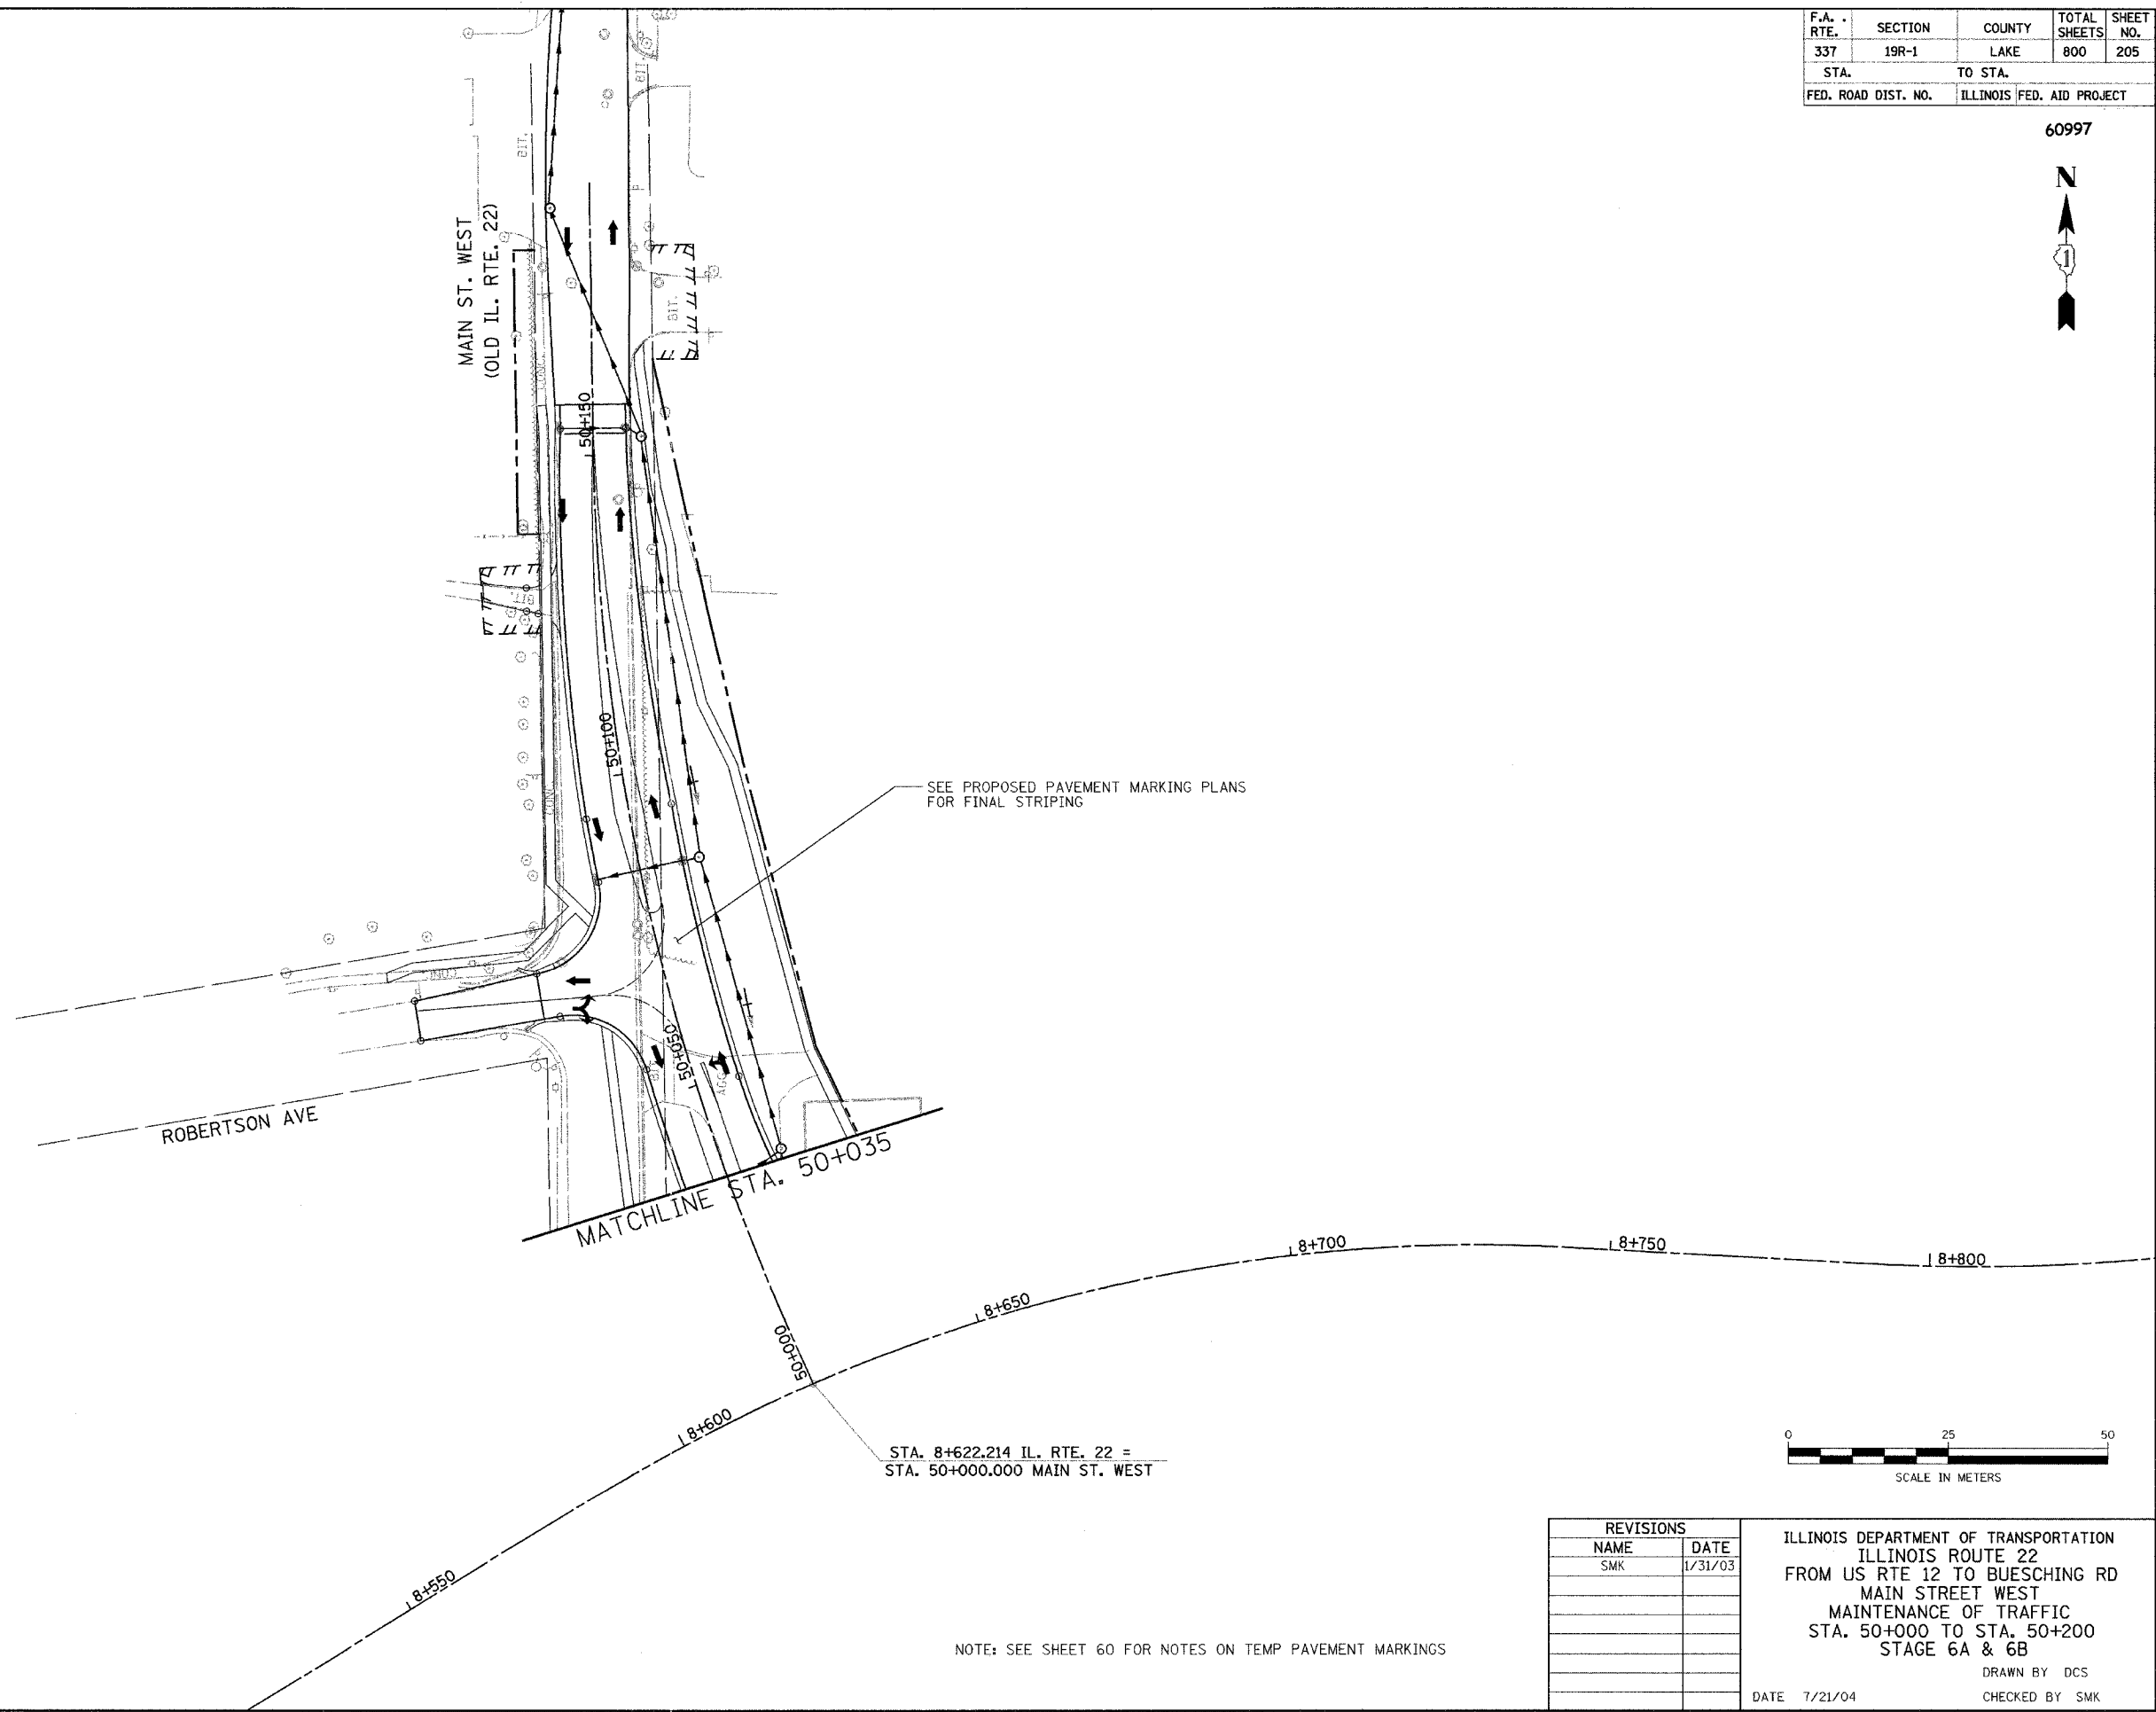 F.A. . RTE. SECTION COUNTY TOTAL SHEETS SHEET NO.
337 19R-1 LAKE 800 205
STA. TO STA.
FED. ROAD DIST. NO. ILLINOIS FED. AID PROJECT
60997
N
1
BIT.
BIT.
MAIN ST. WEST
(OLD IL. RTE. 22)
BIT.
CONC
50+150
BIT.
50+100
CONC
SEE PROPOSED PAVEMENT MARKING PLANS
FOR FINAL STRIPING
CONC
50+050
ROBERTSON AVE
MATCHLINE STA. 50+035
8+700
8+750
8+800
8+650
50+000
8+600
STA. 8+622.214 IL. RTE. 22 =
STA. 50+000.000 MAIN ST. WEST
8+550
0 25 50
SCALE IN METERS
NOTE: SEE SHEET 60 FOR NOTES ON TEMP PAVEMENT MARKINGS
REVISIONS
NAME DATE
SMK 1/31/03
ILLINOIS DEPARTMENT OF TRANSPORTATION
ILLINOIS ROUTE 22
FROM US RTE 12 TO BUESCHING RD
MAIN STREET WEST
MAINTENANCE OF TRAFFIC
STA. 50+000 TO STA. 50+200
STAGE 6A & 6B
DRAWN BY DCS
DATE 7/21/04 CHECKED BY SMK